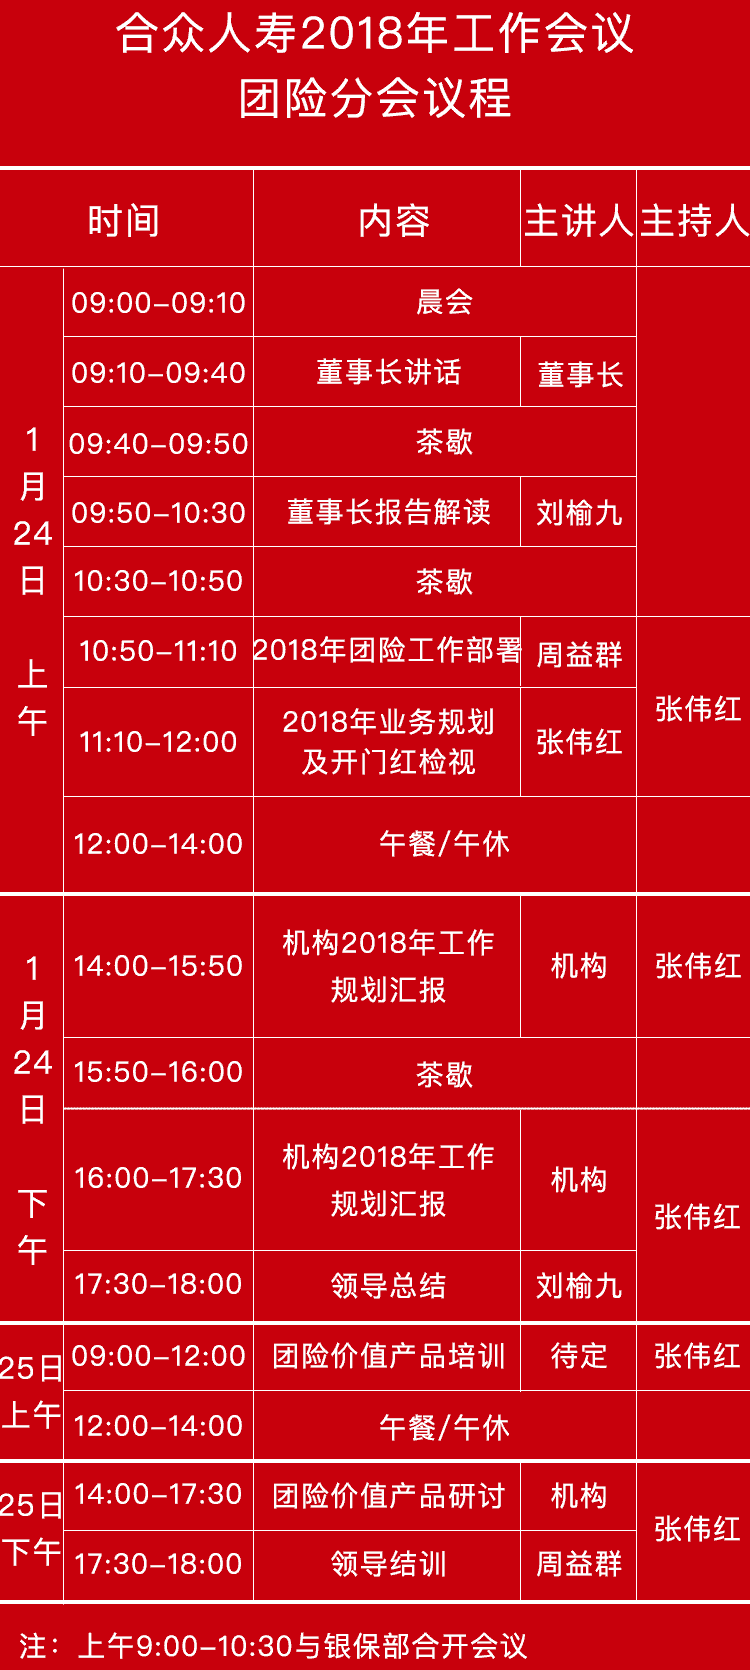 合众人寿2018年工作会议
团险分会议程
时间 内容 主讲人 主持人
1月24日 上午
09:00-09:10 晨会
09:10-09:40 董事长讲话 董事长
09:40-09:50 茶歇
09:50-10:30 董事长报告解读 刘榆九
10:30-10:50 茶歇
10:50-11:10 2018年团险工作部署 周益群 张伟红
11:10-12:00 2018年业务规划
及开门红检视 张伟红
12:00-14:00 午餐/午休
1月24日 下午
14:00-15:50 机构2018年工作
规划汇报 机构 张伟红
15:50-16:00 茶歇
16:00-17:30 机构2018年工作
规划汇报 机构 张伟红
17:30-18:00 领导总结 刘榆九
25日
上午
09:00-12:00 团险价值产品培训 待定 张伟红
12:00-14:00 午餐/午休
25日
下午
14:00-17:30 团险价值产品研讨 机构 张伟红
17:30-18:00 领导结训 周益群
注：上午9:00-10:30与银保部合开会议